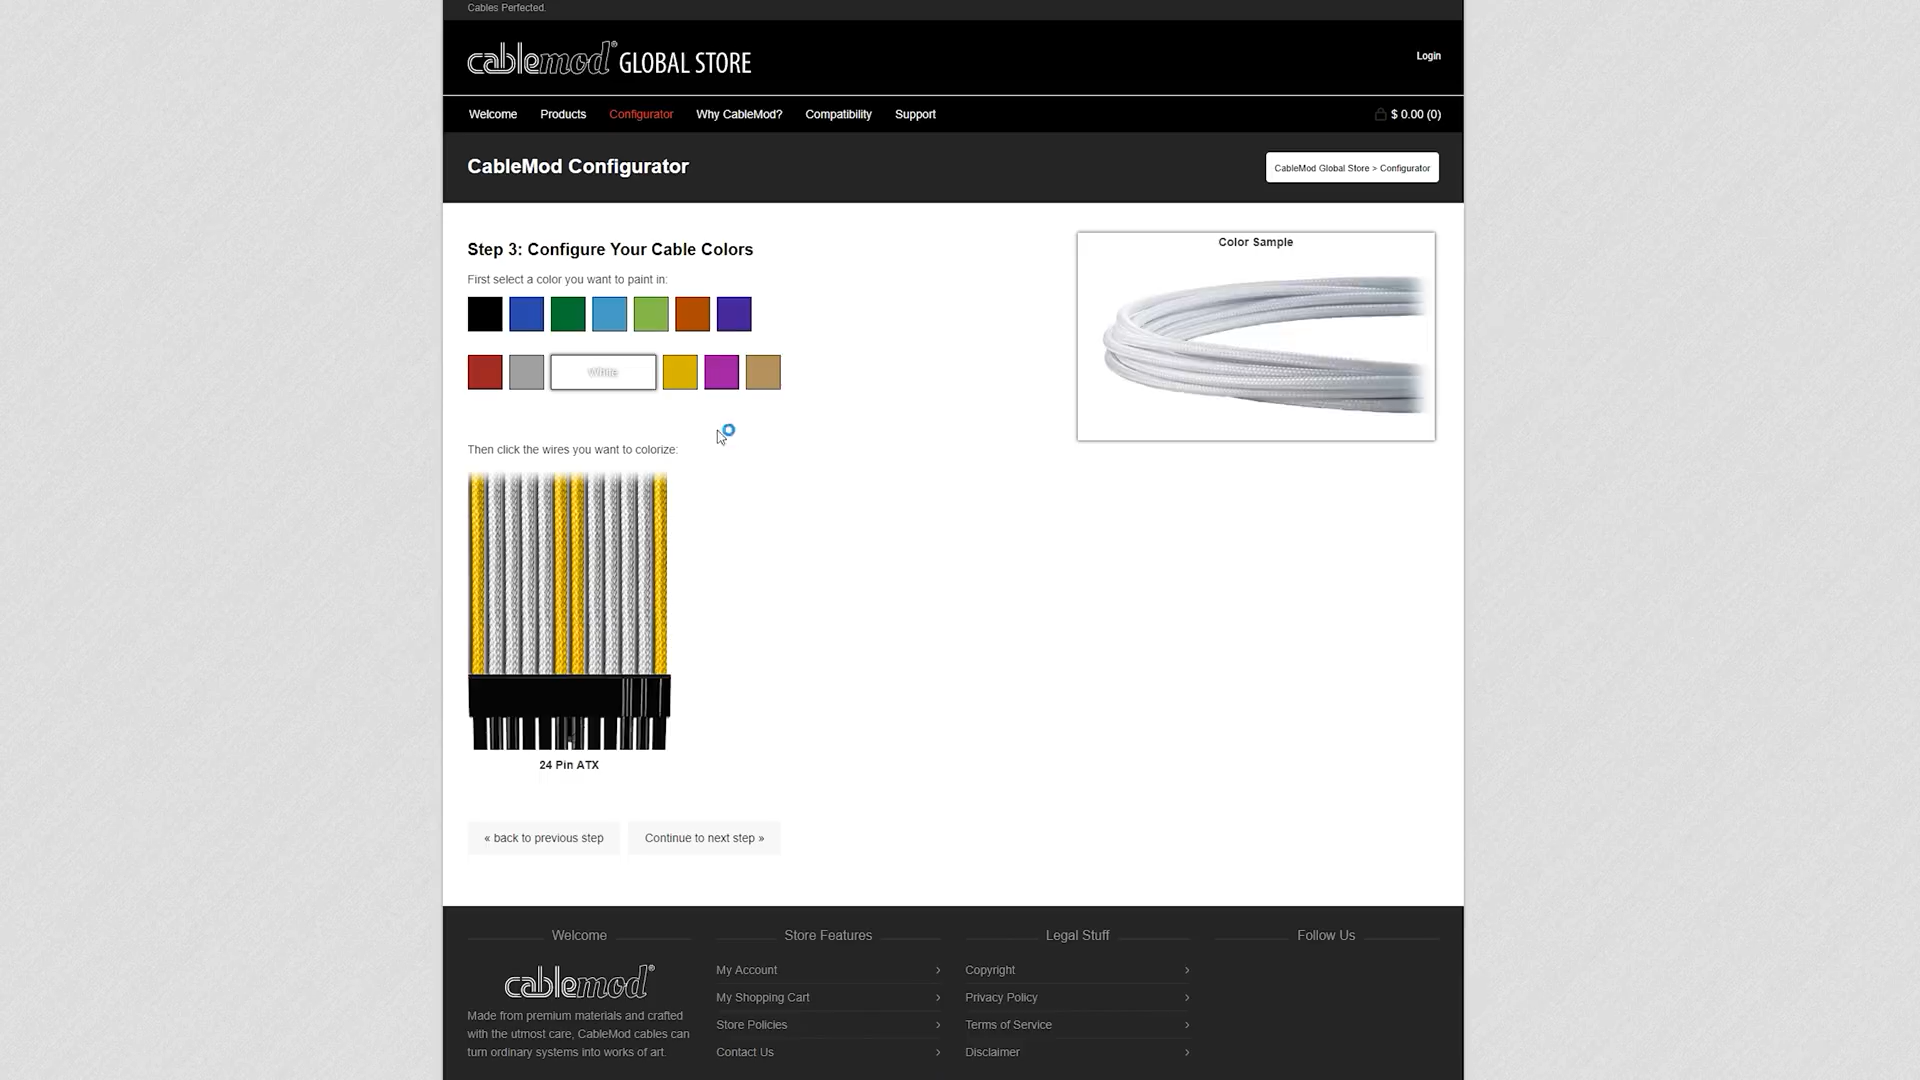 Cables Perfected.
cablemod® GLOBAL STORE
Login
Welcome
Products
Configurator
Why CableMod?
Compatibility
Support
$ 0.00 (0)
CableMod Configurator
CableMod Global Store > Configurator
Step 3: Configure Your Cable Colors
First select a color you want to paint in:
White
Color Sample
Then click the wires you want to colorize:
24 Pin ATX
« back to previous step
Continue to next step »
Welcome
cablemod®
Made from premium materials and crafted
with the utmost care, CableMod cables can
turn ordinary systems into works of art.
Store Features
My Account ›
My Shopping Cart ›
Store Policies ›
Contact Us ›
Legal Stuff
Copyright ›
Privacy Policy ›
Terms of Service ›
Disclaimer ›
Follow Us